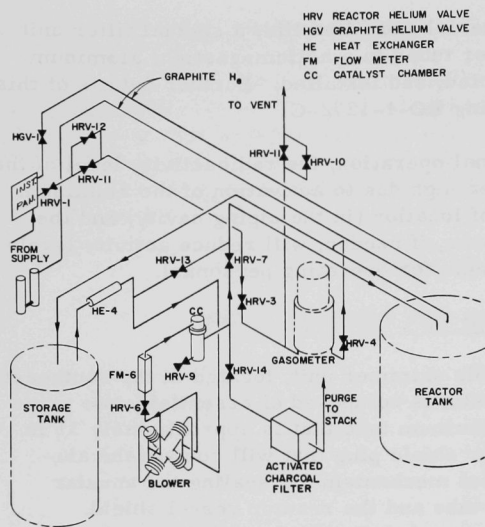 HRV REACTOR HELIUM VALVE
HGV GRAPHITE HELIUM VALVE
HE HEAT EXCHANGER
FM FLOW METER
CC CATALYST CHAMBER
GRAPHITE He
TO VENT
HGV-1
HRV-12
HRV-11
HRV-10
INST.
PAN.
HRV-1
HRV-11
FROM
SUPPLY
HRV-13
HRV-7
HE-4
HRV-3
CC
GASOMETER
HRV-4
FM-6
HRV-9
HRV-14
STORAGE
TANK
HRV-6
PURGE
TO
STACK
REACTOR
TANK
BLOWER
ACTIVATED
CHARCOAL
FILTER